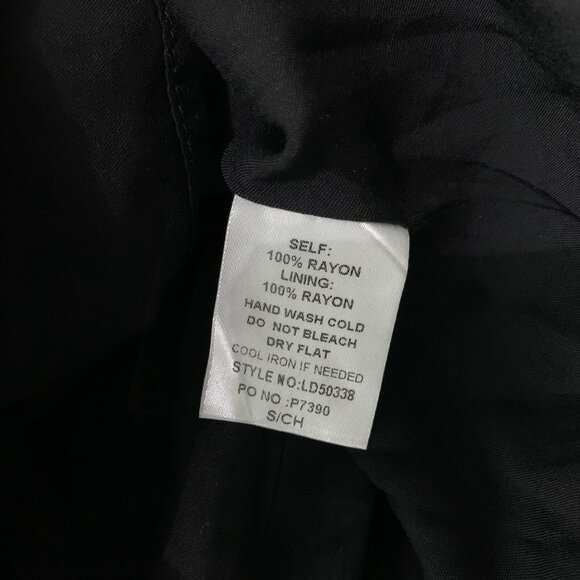 SELF:
100% RAYON
LINING:
100% RAYON
HAND WASH COLD
DO NOT BLEACH
DRY FLAT
COOL IRON IF NEEDED
STYLE NO:LD50338
PO NO :P7390
S/CH